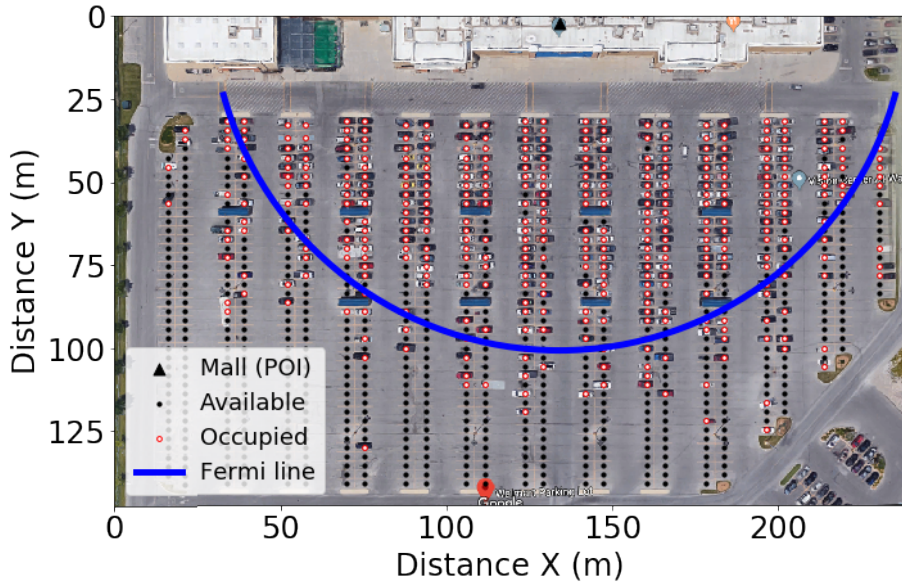 0
25
50
75
100
125
Distance Y (m)
Mall (POI)
Available
Occupied
Fermi line
Walmart Parking Lot
Google
0
50
100
150
200
Distance X (m)